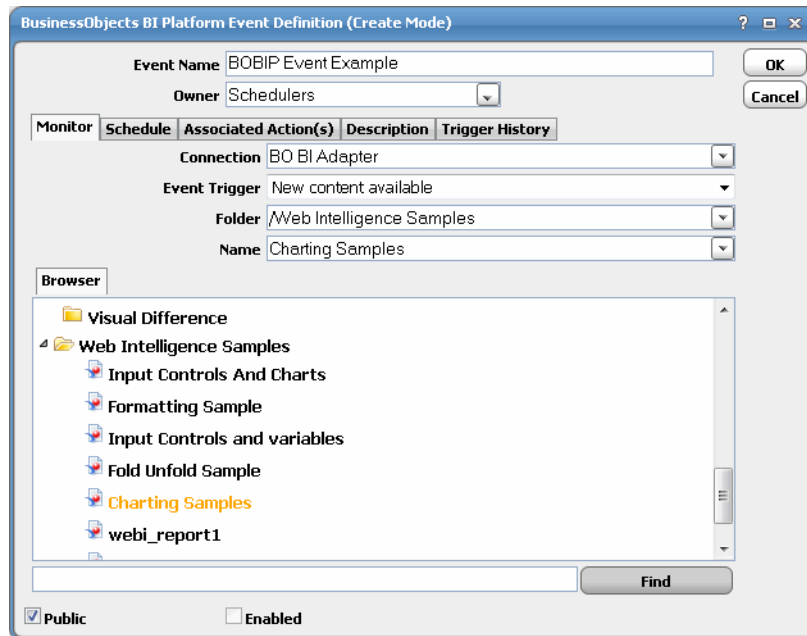 BusinessObjects BI Platform Event Definition (Create Mode)
Event Name BOBIP Event Example
OK
Owner Schedulers
Cancel
Monitor Schedule Associated Action(s) Description Trigger History
Connection BO BI Adapter
Event Trigger New content available
Folder /Web Intelligence Samples
Name Charting Samples
Browser
Visual Difference
Web Intelligence Samples
Input Controls And Charts
Formatting Sample
Input Controls and variables
Fold Unfold Sample
Charting Samples
webi_report1
Find
Public Enabled